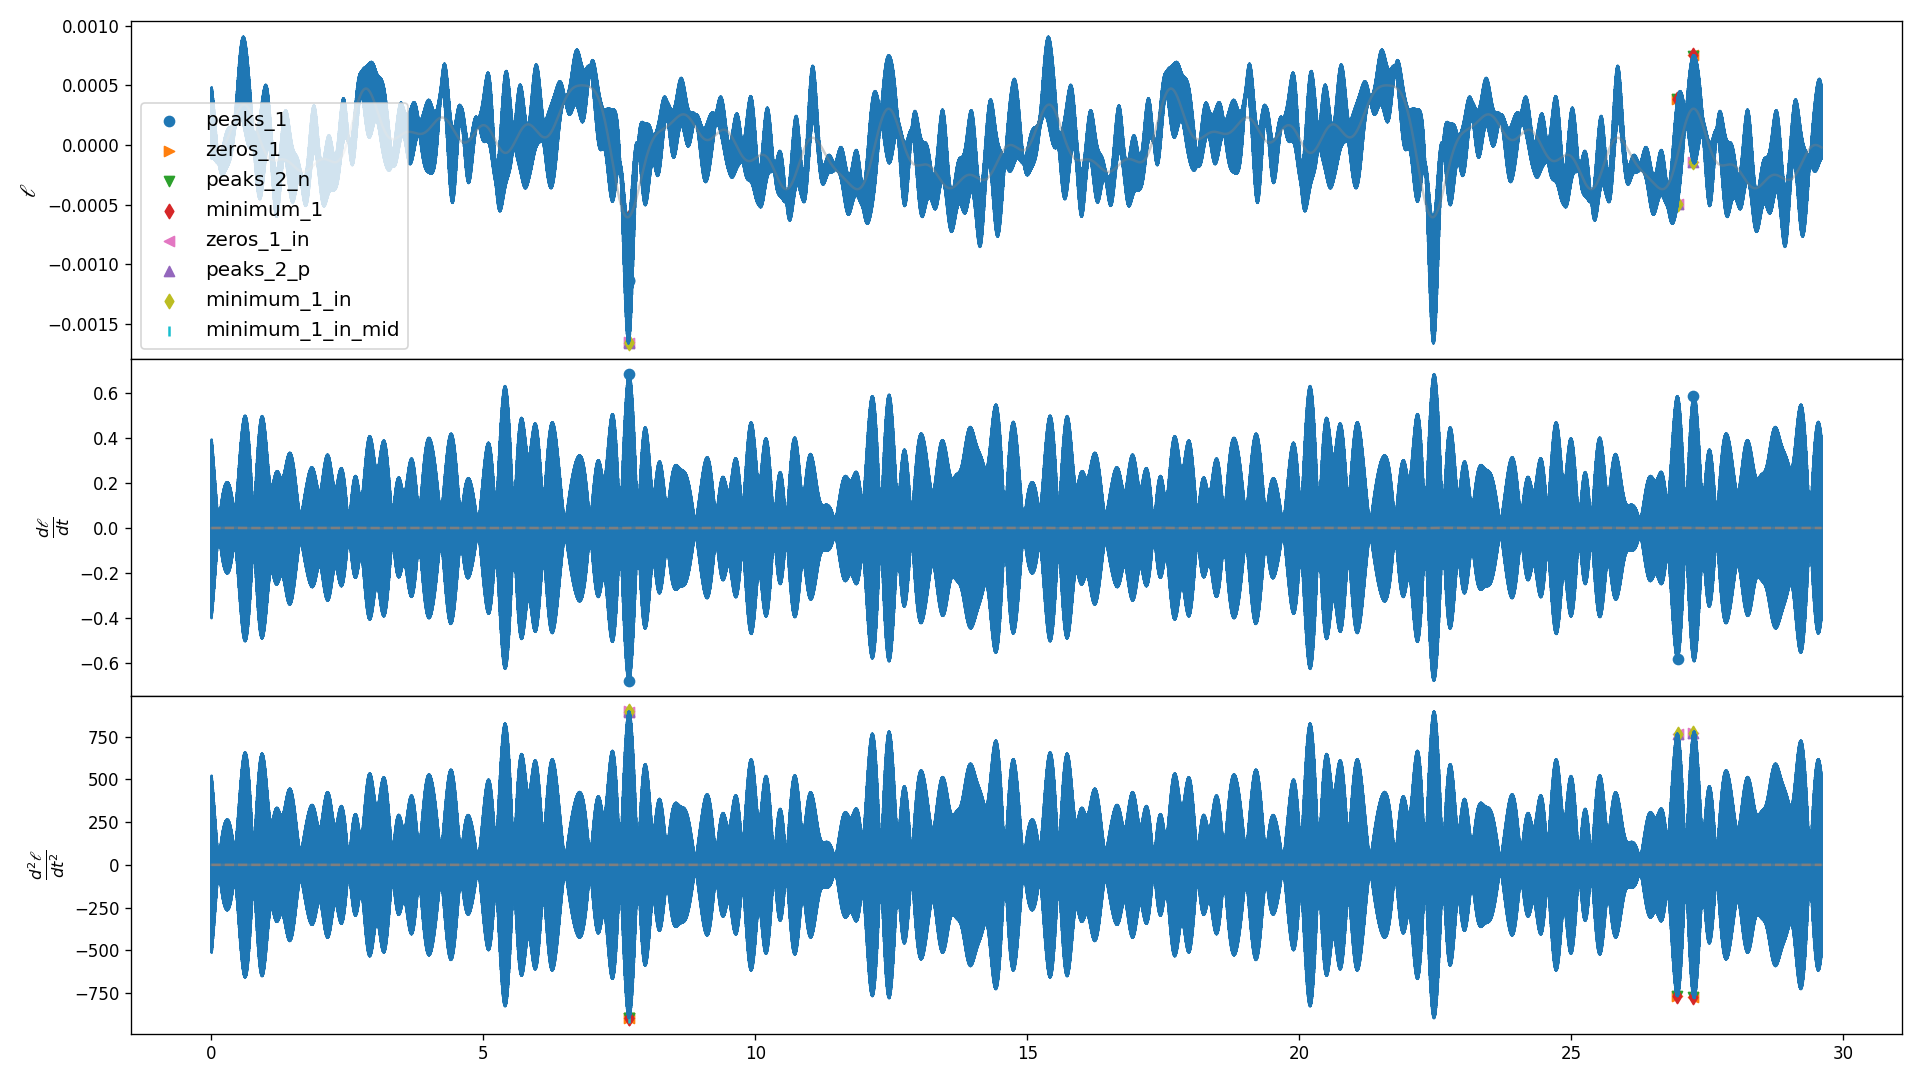 0.0010
0.0005
0.0000
−0.0005
−0.0010
−0.0015
ℓ
peaks_1
zeros_1
peaks_2_n
minimum_1
zeros_1_in
peaks_2_p
minimum_1_in
minimum_1_in_mid
0.6
0.4
0.2
0.0
−0.2
−0.4
−0.6
dℓ
dt
750
500
250
0
−250
−500
−750
d²ℓ
dt²
0 5 10 15 20 25 30